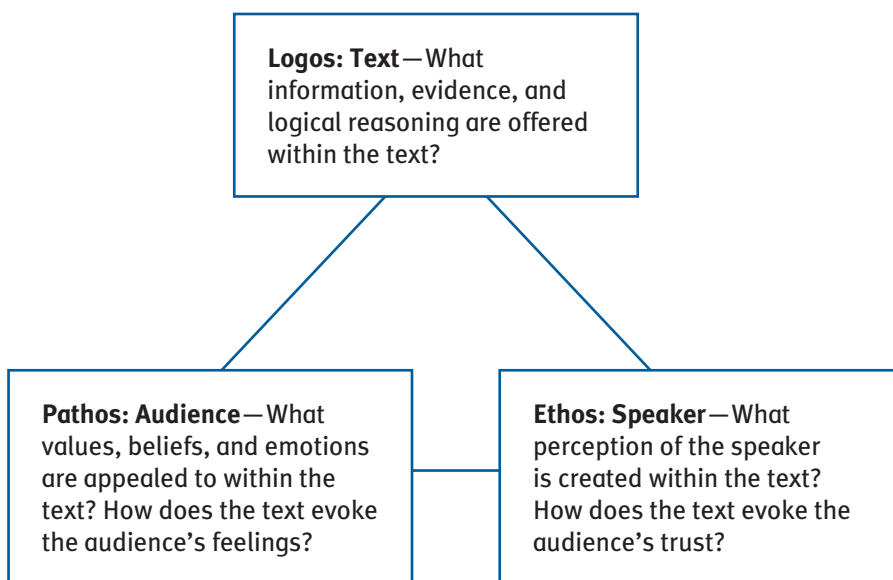 Logos: Text—What
information, evidence, and
logical reasoning are offered
within the text?
Pathos: Audience—What
values, beliefs, and emotions
are appealed to within the
text? How does the text evoke
the audience’s feelings?
Ethos: Speaker—What
perception of the speaker
is created within the text?
How does the text evoke the
audience’s trust?